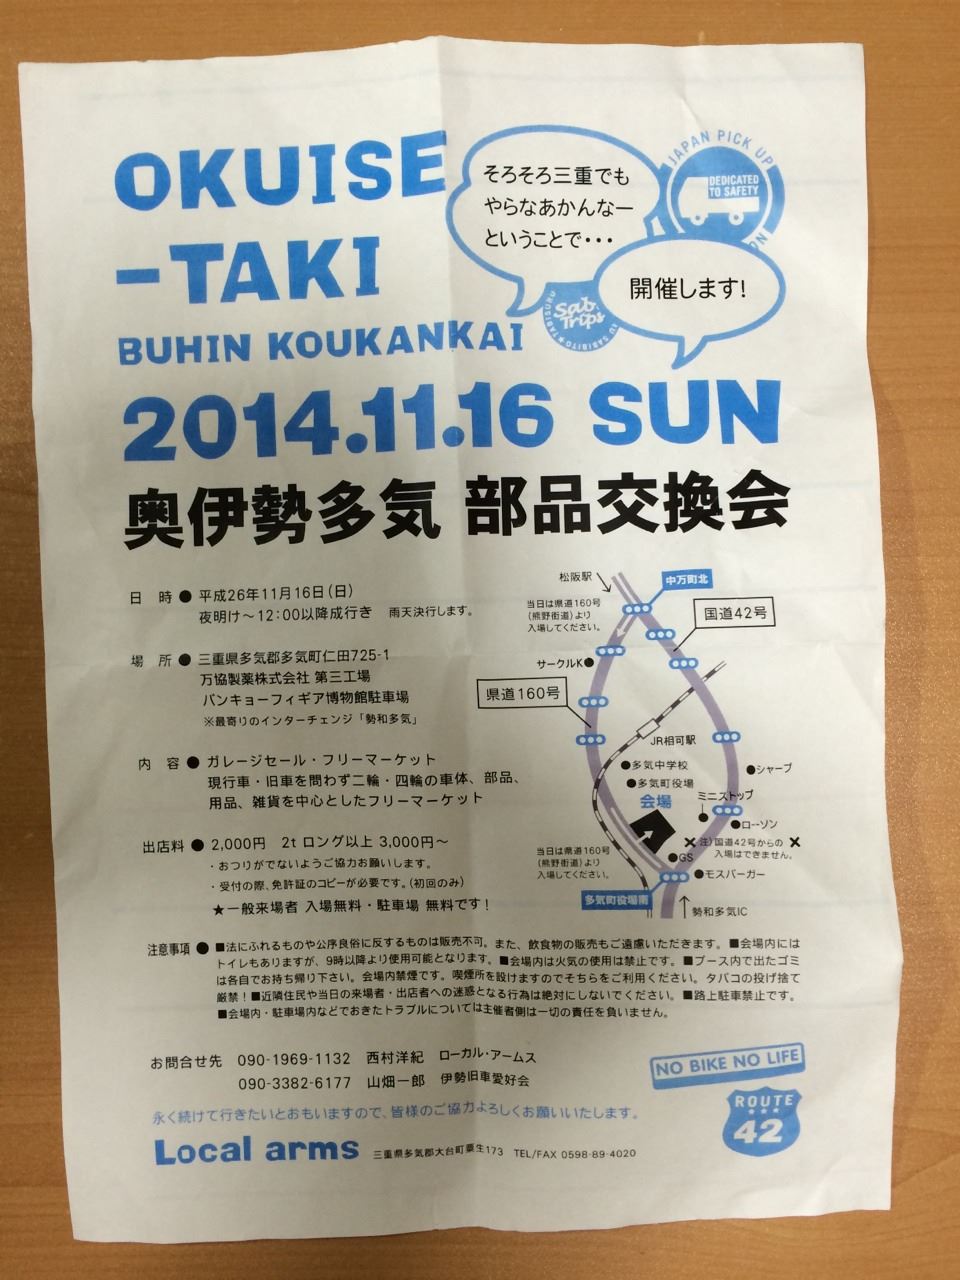 OKUISE
-TAKI
BUHIN KOUKANKAI
2014.11.16 SUN
奥伊勢多気 部品交換会
そろそろ三重でも
やらなあかんなー
ということで・・・
開催します!
JAPAN PICK UP
DEDICATED
TO SAFETY
Sab
Trips
日 時 ● 平成26年11月16日(日)
夜明け〜12:00以降成行き 雨天決行します。
場 所 ● 三重県多気郡多気町仁田725-1
万協製薬株式会社 第三工場
バンキョーフィギア博物館駐車場
※最寄りのインターチェンジ「勢和多気」
内 容 ● ガレージセール・フリーマーケット
現行車・旧車を問わず二輪・四輪の車体、部品、
用品、雑貨を中心としたフリーマーケット
出店料 ● 2,000円 2t ロング以上 3,000円〜
・おつりがでないようご協力お願いします。
・受付の際、免許証のコピーが必要です。(初回のみ)
★一般来場者 入場無料・駐車場 無料です!
松阪駅
中万町北
当日は県道160号
(熊野街道)より
入場してください。
国道42号
サークルK●
県道160号
JR相可駅
●多気中学校
●多気町役場
●シャープ
会場
ミニストップ
●ローソン
✕ 注)国道42号からの ✕
入場はできません。
当日は県道160号
(熊野街道)より
入場してください。
●GS
●モスバーガー
多気町役場南
勢和多気IC
注意事項 ● ■法にふれるものや公序良俗に反するものは販売不可。また、飲食物の販売もご遠慮いただきます。■会場内には
トイレもありますが、9時以降より使用可能となります。■会場内は火気の使用は禁止です。■ブース内で出たゴミ
は各自でお持ち帰り下さい。会場内禁煙です。喫煙所を設けますのでそちらをご利用ください。タバコの投げ捨て
厳禁!■近隣住民や当日の来場者・出店者への迷惑となる行為は絶対にしないでください。■路上駐車禁止です。
■会場内・駐車場内などでおきたトラブルについては主催者側は一切の責任を負いません。
お問合せ先 090-1969-1132 西村洋紀 ローカル・アームス
090-3382-6177 山畑一郎 伊勢旧車愛好会
NO BIKE NO LIFE
永く続けて行きたいとおもいますので、皆様のご協力よろしくお願いいたします。
ROUTE
42
Local arms 三重県多気郡大台町粟生173 TEL/FAX 0598-89-4020